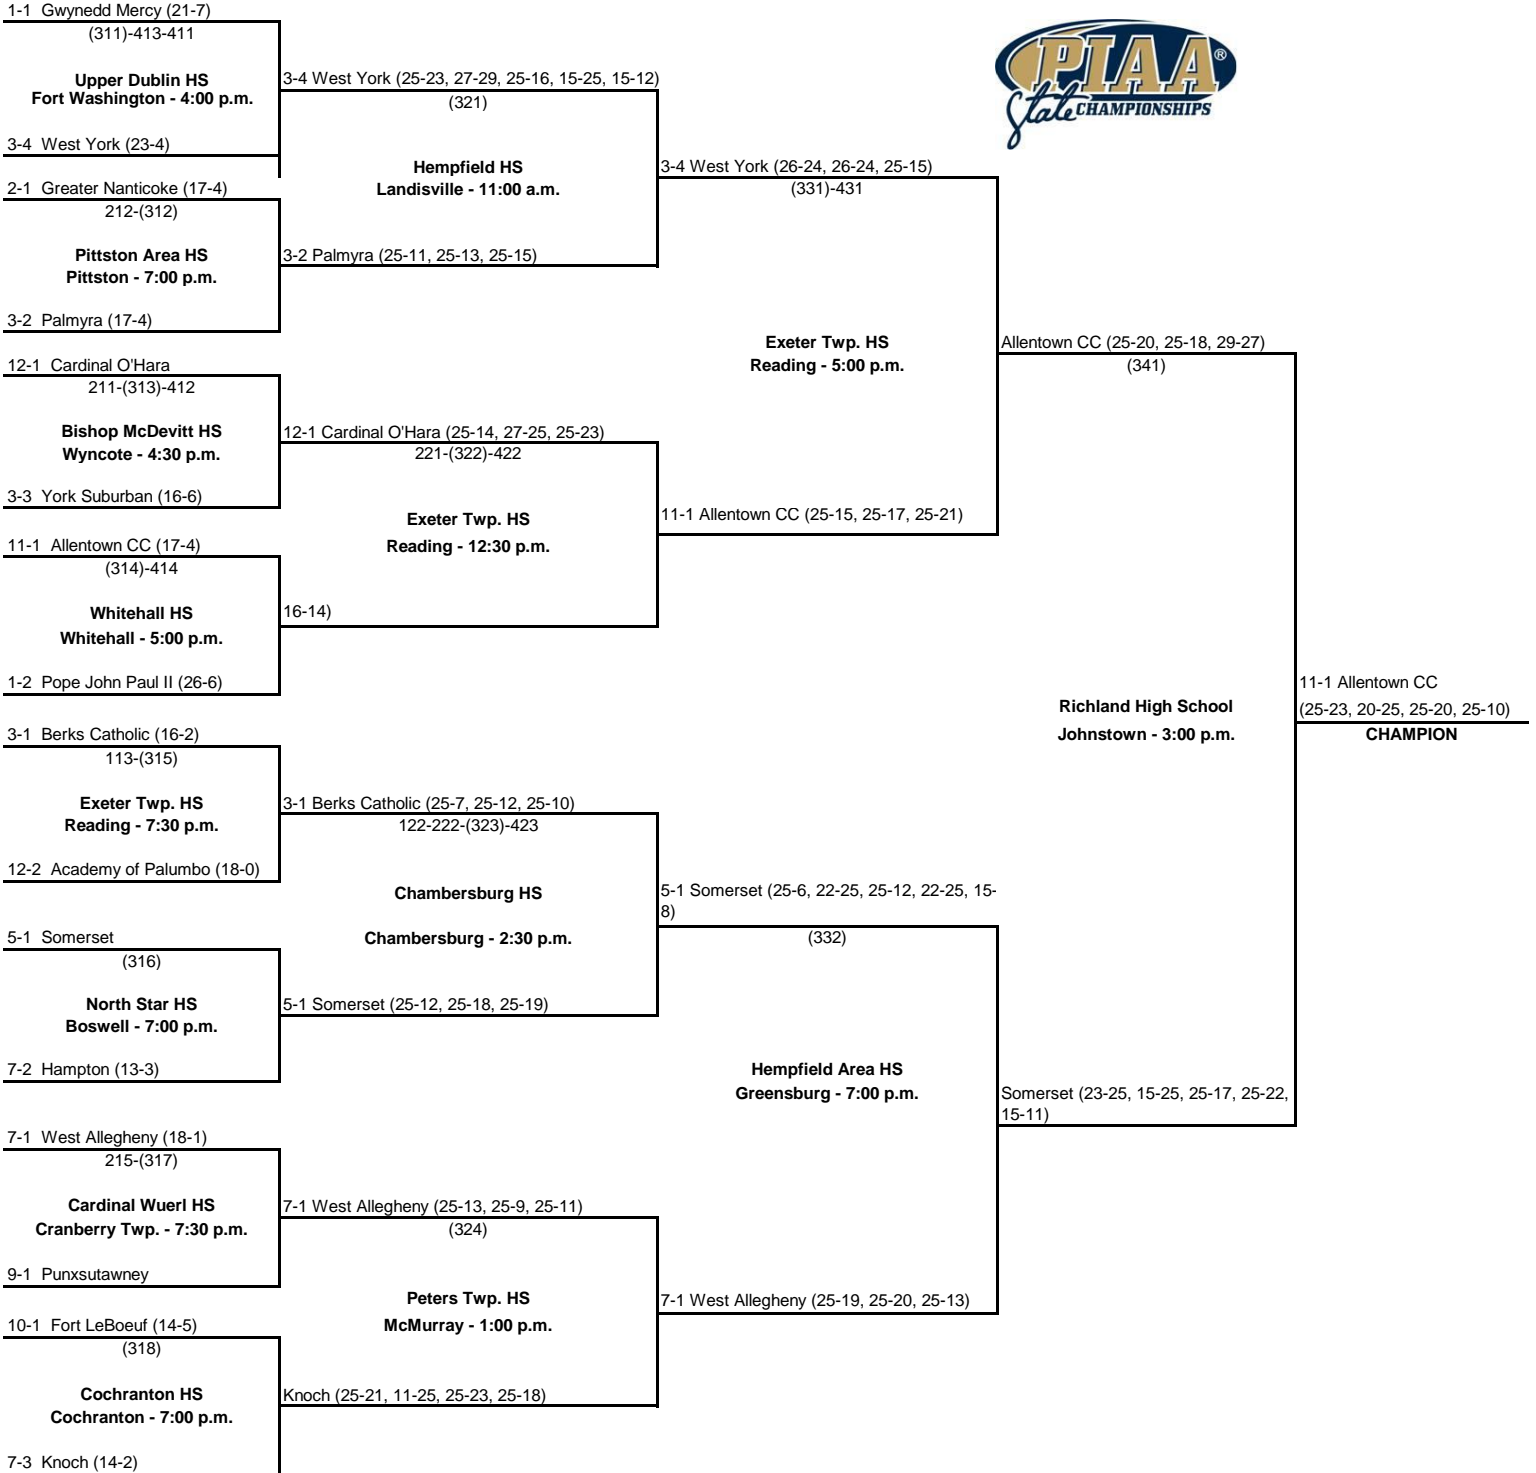 1-1 Gwynedd Mercy (21-7)
(311)-413-411
Upper Dublin HS
Fort Washington - 4:00 p.m.
3-4 West York (23-4)
2-1 Greater Nanticoke (17-4)
212-(312)
Pittston Area HS
Pittston - 7:00 p.m.
3-2 Palmyra (17-4)
12-1 Cardinal O'Hara
211-(313)-412
Bishop McDevitt HS
Wyncote - 4:30 p.m.
3-3 York Suburban (16-6)
11-1 Allentown CC (17-4)
(314)-414
Whitehall HS
Whitehall - 5:00 p.m.
1-2 Pope John Paul II (26-6)
3-1 Berks Catholic (16-2)
113-(315)
Exeter Twp. HS
Reading - 7:30 p.m.
12-2 Academy of Palumbo (18-0)
5-1 Somerset
(316)
North Star HS
Boswell - 7:00 p.m.
7-2 Hampton (13-3)
7-1 West Allegheny (18-1)
215-(317)
Cardinal Wuerl HS
Cranberry Twp. - 7:30 p.m.
9-1 Punxsutawney
10-1 Fort LeBoeuf (14-5)
(318)
Cochranton HS
Cochranton - 7:00 p.m.
7-3 Knoch (14-2)
3-4 West York (25-23, 27-29, 25-16, 15-25, 15-12)
(321)
Hempfield HS
Landisville - 11:00 a.m.
3-2 Palmyra (25-11, 25-13, 25-15)
12-1 Cardinal O'Hara (25-14, 27-25, 25-23)
221-(322)-422
Exeter Twp. HS
Reading - 12:30 p.m.
16-14)
3-1 Berks Catholic (25-7, 25-12, 25-10)
122-222-(323)-423
Chambersburg HS
Chambersburg - 2:30 p.m.
5-1 Somerset (25-12, 25-18, 25-19)
7-1 West Allegheny (25-13, 25-9, 25-11)
(324)
Peters Twp. HS
McMurray - 1:00 p.m.
Knoch (25-21, 11-25, 25-23, 25-18)
3-4 West York (26-24, 26-24, 25-15)
(331)-431
Exeter Twp. HS
Reading - 5:00 p.m.
11-1 Allentown CC (25-15, 25-17, 25-21)
5-1 Somerset (25-6, 22-25, 25-12, 22-25, 15-
8)
(332)
Hempfield Area HS
Greensburg - 7:00 p.m.
7-1 West Allegheny (25-19, 25-20, 25-13)
PIAA®
State CHAMPIONSHIPS
Allentown CC (25-20, 25-18, 29-27)
(341)
Richland High School
Johnstown - 3:00 p.m.
Somerset (23-25, 15-25, 25-17, 25-22,
15-11)
11-1 Allentown CC
(25-23, 20-25, 25-20, 25-10)
CHAMPION